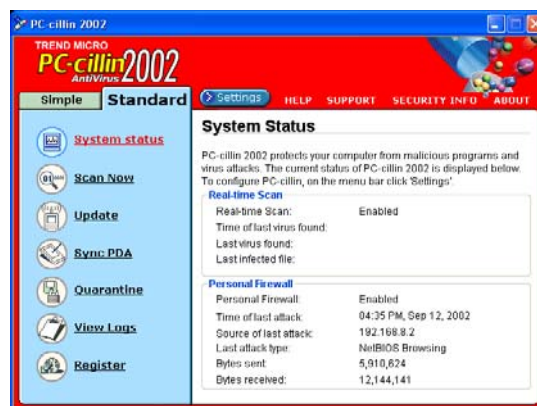 PC-cillin 2002
TREND MICRO
PC-cillin 2002
AntiVirus
Simple
Standard
Settings
HELP
SUPPORT
SECURITY INFO
ABOUT
System status
Scan Now
Update
Sync PDA
Quarantine
View Logs
Register
System Status
PC-cillin 2002 protects your computer from malicious programs and
virus attacks. The current status of PC-cillin 2002 is displayed below.
To configure PC-cillin, on the menu bar click 'Settings'.
Real-time Scan
Real-time Scan: Enabled
Time of last virus found:
Last virus found:
Last infected file:
Personal Firewall
Personal Firewall: Enabled
Time of last attack: 04:35 PM, Sep 12, 2002
Source of last attack: 192.168.8.2
Last attack type: NetBIOS Browsing
Bytes sent: 5,910,624
Bytes received: 12,144,141